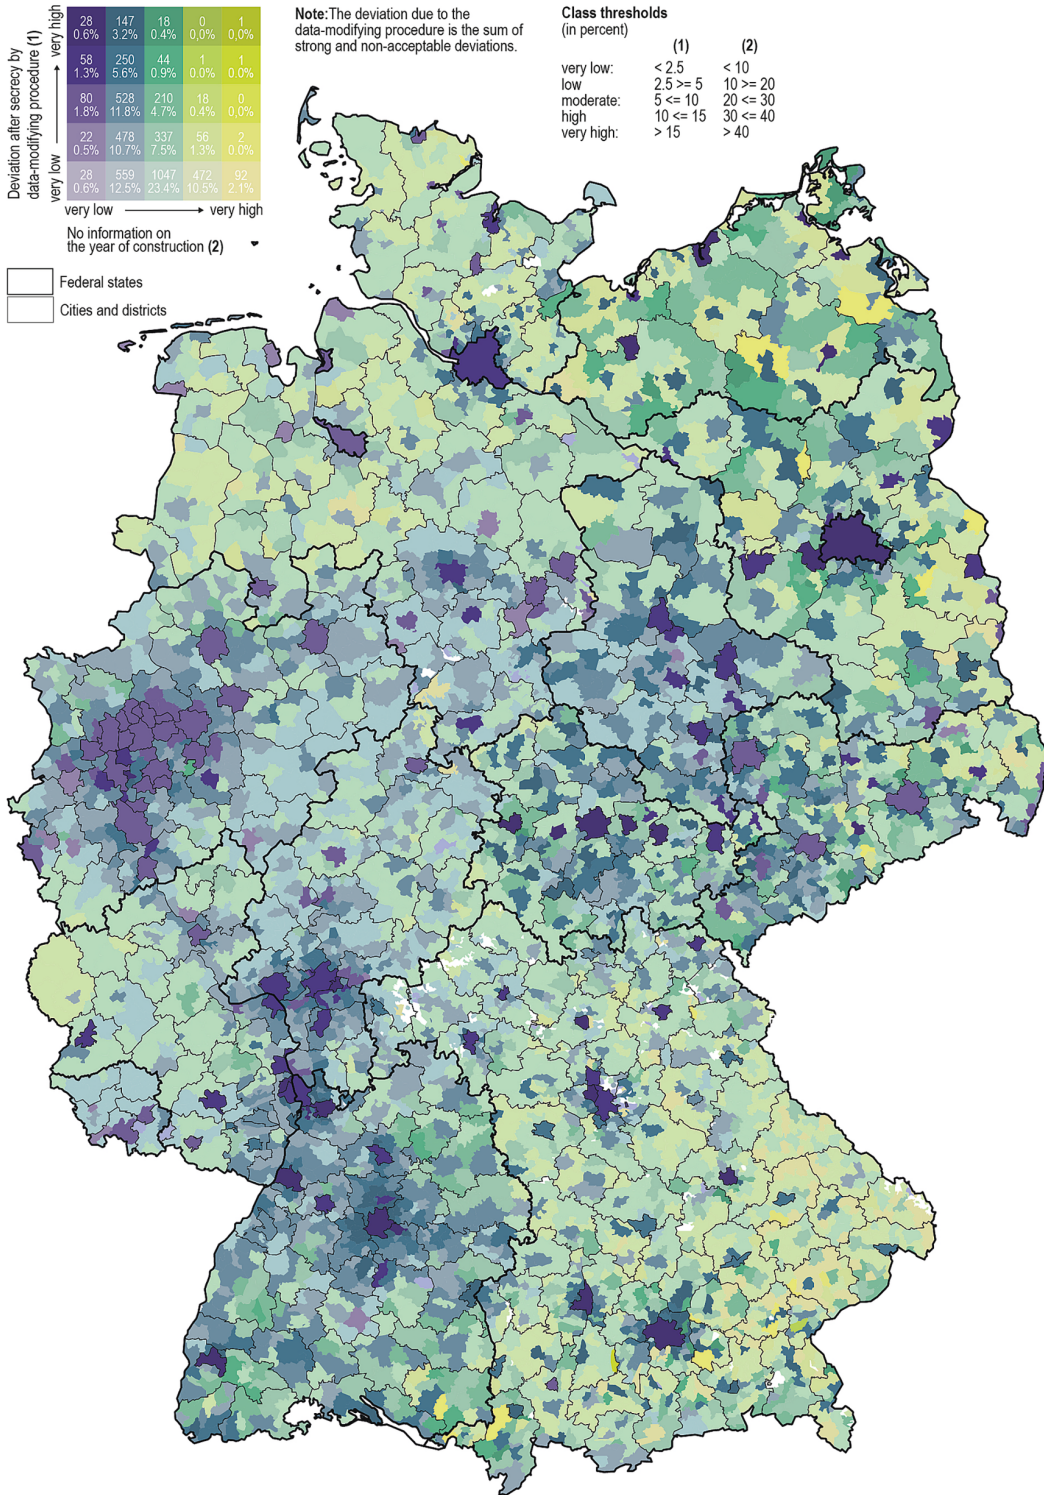 very high
28 147 18 0 1
0.6% 3.2% 0.4% 0,0% 0,0%
58 250 44 1 1
1.3% 5.6% 0.9% 0.0% 0.0%
80 528 210 18 0
1.8% 11.8% 4.7% 0.4% 0,0%
22 478 337 56 2
0.5% 10.7% 7.5% 1.3% 0.0%
28 559 1047 472 92
0.6% 12.5% 23.4% 10.5% 2.1%
very low
Deviation after secrecy by
data-modifying procedure (1)
very low very high
No information on
the year of construction (2)
Federal states
Cities and districts
Note:The deviation due to the
data-modifying procedure is the sum of
strong and non-acceptable deviations.
Class thresholds
(in percent)
(1) (2)
very low: < 2.5 < 10
low 2.5 >= 5 10 >= 20
moderate: 5 <= 10 20 <= 30
high 10 <= 15 30 <= 40
very high: > 15 > 40